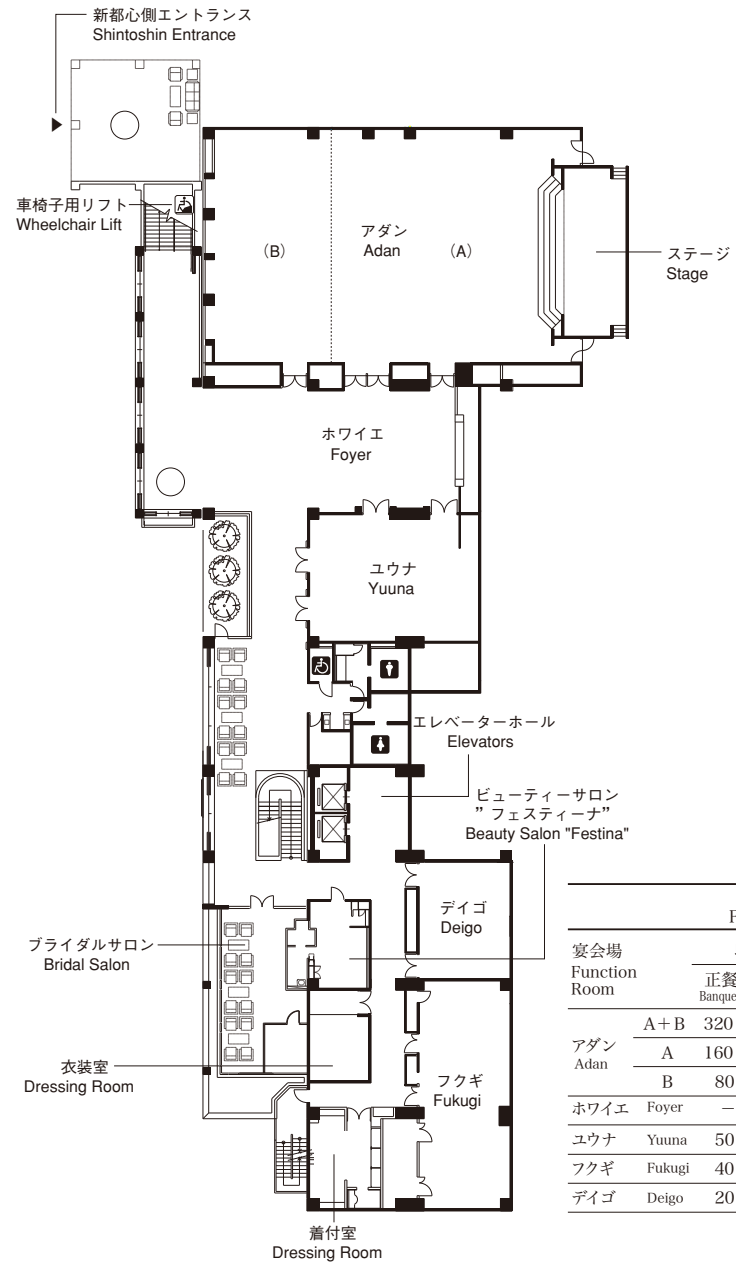 新都心側エントランス
Shintoshin Entrance
車椅子用リフト
Wheelchair Lift
(B)
アダン
Adan
(A)
ステージ
Stage
ホワイエ
Foyer
ユウナ
Yuuna
エレベーターホール
Elevators
ビューティーサロン
”フェスティーナ”
Beauty Salon "Festina"
デイゴ
Deigo
ブライダルサロン
Bridal Salon
衣装室
Dressing Room
フクギ
Fukugi
着付室
Dressing Room
宴会場
Function
Room
正餐
アダン
Adan
A+B 320
A 160
B 80
ホワイエ Foyer −
ユウナ Yuuna 50
フクギ Fukugi 40
デイゴ Deigo 20